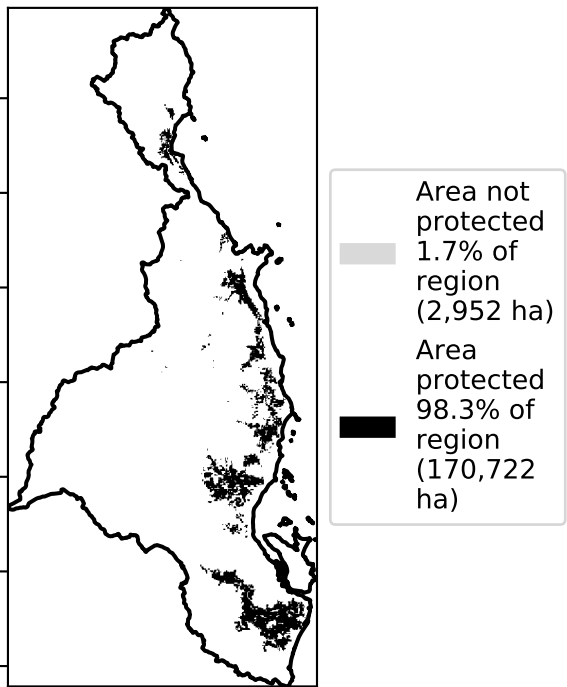 Area not
protected
1.7% of
region
(2,952 ha)
Area
protected
98.3% of
region
(170,722
ha)